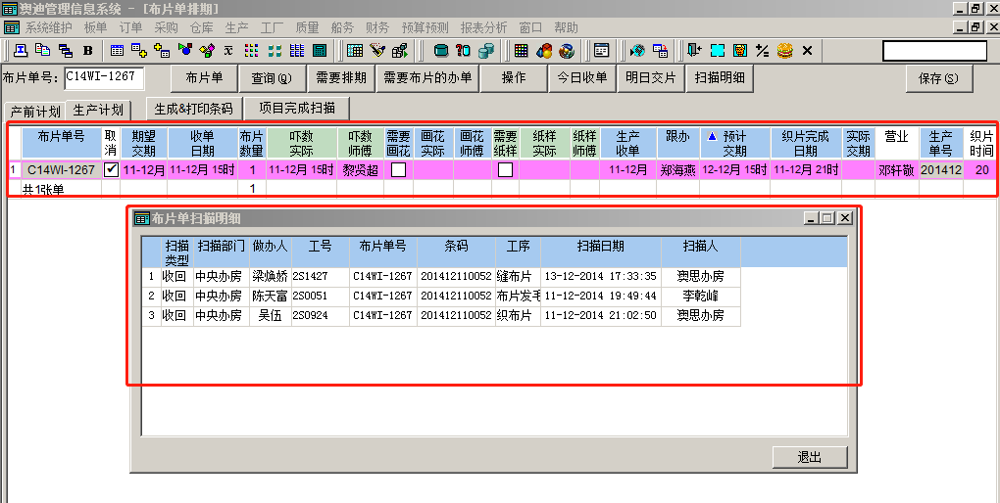 澳迪管理信息系统 - [布片单排期]
系统维护 板单 订单 采购 仓库 生产 工厂 质量 船务 财务 预算预测 报表分析 窗口 帮助
布片单号: C14WI-1267 布片单 查询(Q) 需要排期 需要布片的办单 操作 今日收单 明日交片 扫描明细 保存(S)
产前计划 生产计划 生成&打印条码 项目完成扫描
布片单号 取消 期望交期 收单日期 布片数量 吓数实际 吓数师傅 需要画花 画花实际 画花师傅 需要纸样 纸样实际 纸样师傅 生产收单 跟办 预计交期 织片完成日期 实际交期 营业 生产单号 织片时间
1 C14WI-1267 11-12月 11-12月 15时 1 11-12月 15时 黎贤超 11-12月 郑海燕 12-12月 15时 11-12月 21时 邓轩敬 201412 20
共1张单 1
布片单扫描明细
扫描类型 扫描部门 做办人 工号 布片单号 条码 工序 扫描日期 扫描人
1 收回 中央办房 梁焕娇 2S1427 C14WI-1267 201412110052 缝布片 13-12-2014 17:33:35 澳思办房
2 收回 中央办房 陈天富 2S0051 C14WI-1267 201412110052 布片发毛 11-12-2014 19:49:44 李乾峰
3 收回 中央办房 吴伍 2S0924 C14WI-1267 201412110052 织布片 11-12-2014 21:02:50 澳思办房
退出